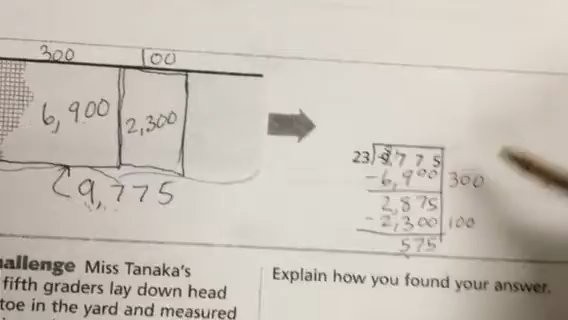 300 100
6,900 2,300
9,775
23)9775
-6,900 300
2,875
-2,300 100
575
allenge Miss Tanaka's
fifth graders lay down head
toe in the yard and measured
Explain how you found your answer.